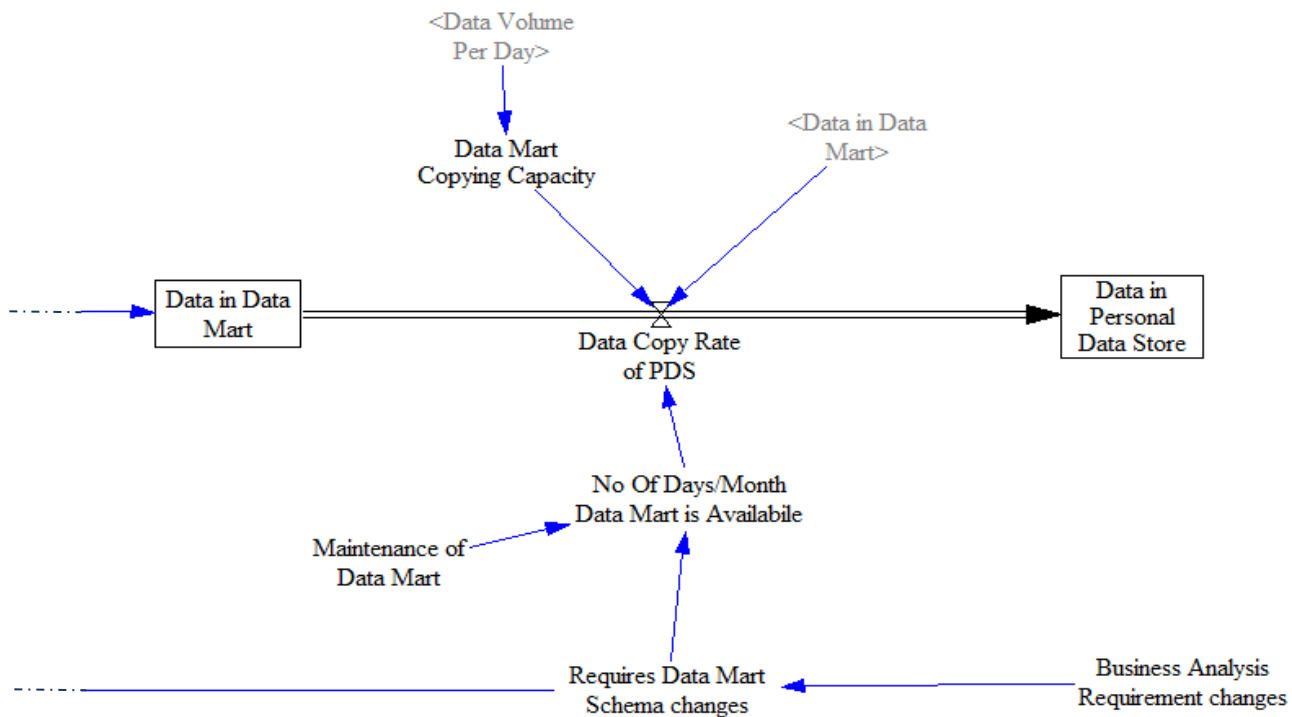 <Data Volume
Per Day>
<Data in Data
Mart>
Data Mart
Copying Capacity
Data in Data
Mart
Data in
Personal
Data Store
Data Copy Rate
of PDS
No Of Days/Month
Data Mart is Availabile
Maintenance of
Data Mart
Requires Data Mart
Schema changes
Business Analysis
Requirement changes